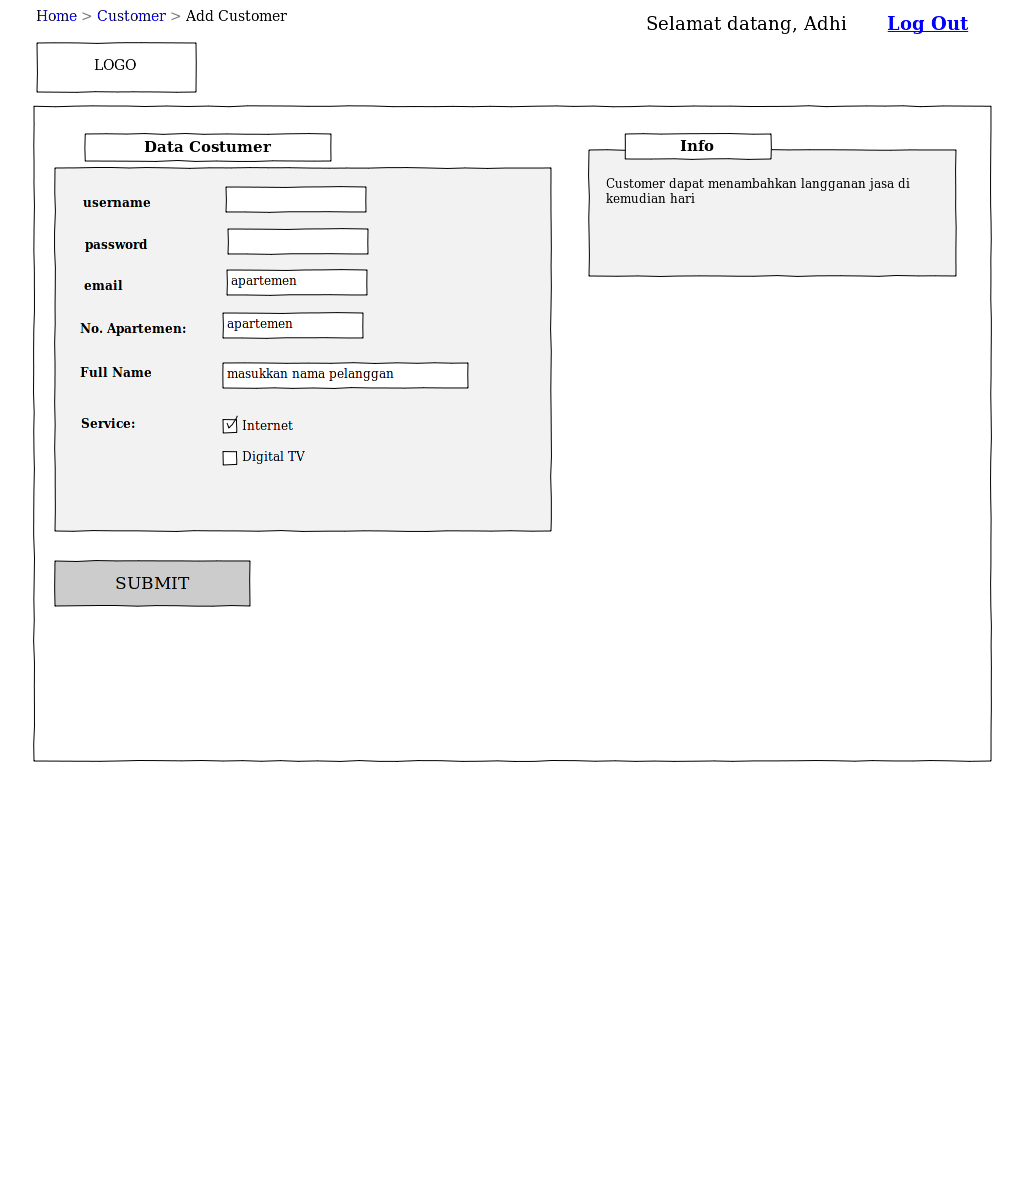 Home > Customer > Add Customer
Selamat datang, Adhi
Log Out
LOGO
Data Costumer
username
password
email
apartemen
No. Apartemen:
apartemen
Full Name
masukkan nama pelanggan
Service:
Internet
Digital TV
SUBMIT
Info
Customer dapat menambahkan langganan jasa di
kemudian hari